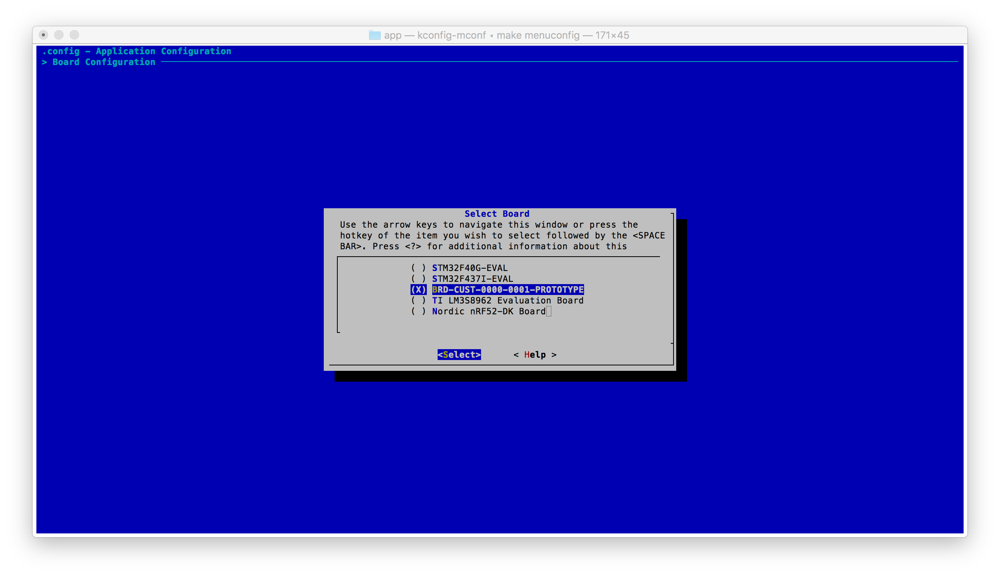 app — kconfig-mconf ◂ make menuconfig — 171×45
.config - Application Configuration
> Board Configuration
Select Board
Use the arrow keys to navigate this window or press the
hotkey of the item you wish to select followed by the <SPACE
BAR>. Press <?> for additional information about this
( ) STM32F40G-EVAL
( ) STM32F437I-EVAL
(X) BRD-CUST-0000-0001-PROTOTYPE
( ) TI LM3S8962 Evaluation Board
( ) Nordic nRF52-DK Board
<Select> < Help >